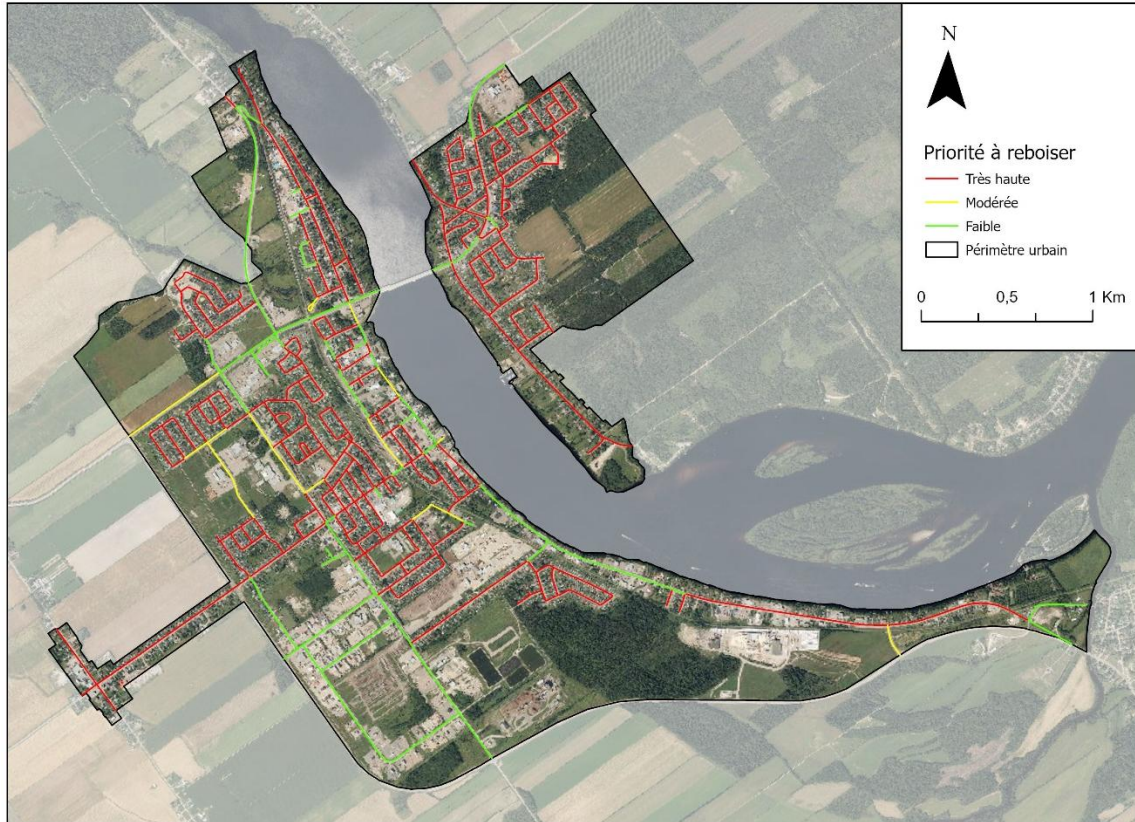 N
Priorité à reboiser
Très haute
Modérée
Faible
Périmètre urbain
0 0,5 1 Km